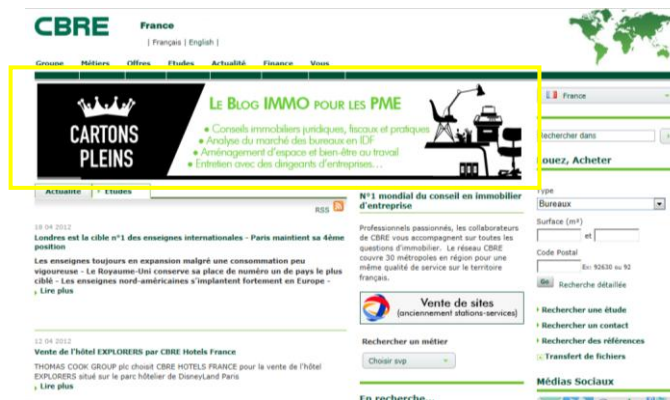 CBRE
France
| Français | English |
Groupe Métiers Offres Etudes Actualité Finance Vous
CARTONS
PLEINS
LE BLOG IMMO POUR LES PME
• Conseils immobiliers juridiques, fiscaux et pratiques
• Analyse du marché des bureaux en IDF
• Aménagement d'espace et bien-être au travail
• Entretien avec des dirigeants d'entreprises...
France
Rechercher dans
Louez, Acheter
Type
Bureaux
Surface (m²)
et
Code Postal
Ex: 92630 ou 92
Go Recherche détaillée
Rechercher une étude
Rechercher un contact
Rechercher des références
Transfert de fichiers
Médias Sociaux
Actualité Etudes
RSS
18 04 2012
Londres est la cible n°1 des enseignes internationales - Paris maintient sa 4ème
position
Les enseignes toujours en expansion malgré une consommation peu
vigoureuse - Le Royaume-Uni conserve sa place de numéro un de pays le plus
ciblé - Les enseignes nord-américaines s'implantent fortement en Europe -
Lire plus
12 04 2012
Vente de l'hôtel EXPLORERS par CBRE Hotels France
THOMAS COOK GROUP plc choisit CBRE HOTELS FRANCE pour la vente de l'hôtel
EXPLORERS situé sur le parc hôtelier de DisneyLand Paris
Lire plus
N°1 mondial du conseil en immobilier
d'entreprise
Professionnels passionnés, les collaborateurs
de CBRE vous accompagnent sur toutes les
questions d'immobilier. Le réseau CBRE
couvre 30 métropoles en région pour une
même qualité de service sur le territoire
français.
Vente de sites
(anciennement stations-services)
Rechercher un métier
Choisir svp
En recherche...